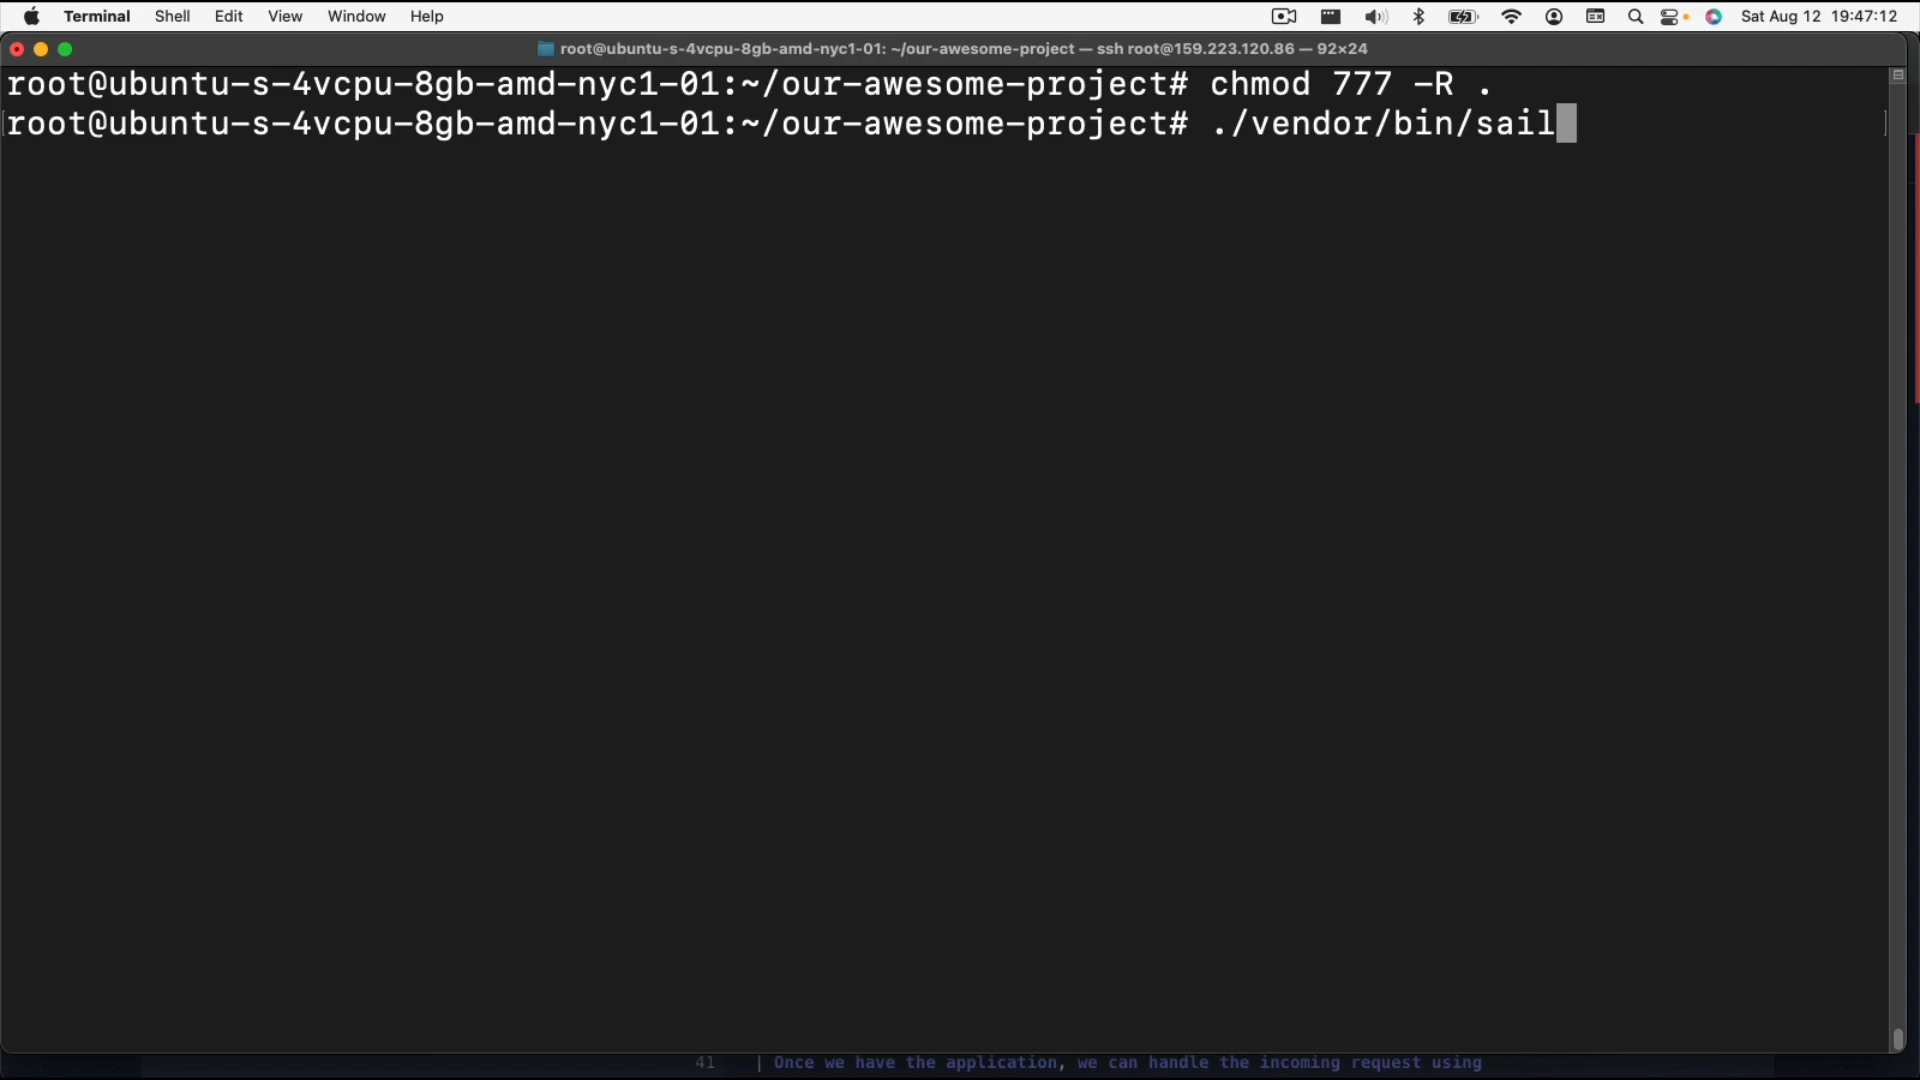 Terminal Shell Edit View Window Help Sat Aug 12 19:47:12
root@ubuntu-s-4vcpu-8gb-amd-nyc1-01: ~/our-awesome-project — ssh root@159.223.120.86 — 92×24
root@ubuntu-s-4vcpu-8gb-amd-nyc1-01:~/our-awesome-project# chmod 777 -R .
root@ubuntu-s-4vcpu-8gb-amd-nyc1-01:~/our-awesome-project# ./vendor/bin/sail
41 | Once we have the application, we can handle the incoming request using